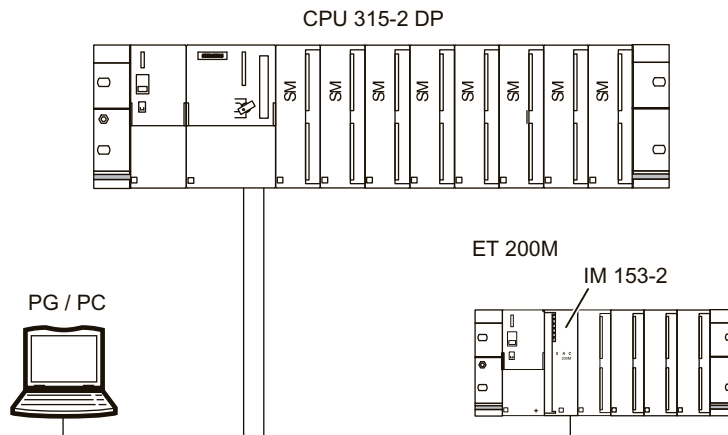 CPU 315-2 DP
SM SM SM SM SM SM SM SM
ET 200M
IM 153-2
PG / PC